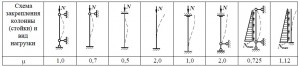 Схема
закрепления
колонны
(стойки) и
вид
нагрузки
N N N N N N
μ 1,0 0,7 0,5 2,0 1,0 2,0 0,725 1,12